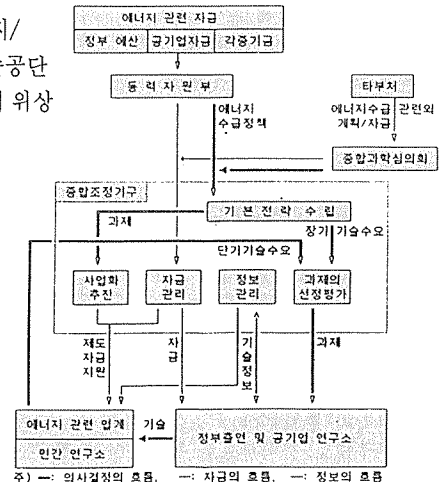 지/
공단
위상
에너지 관련 자금
정부 예산 공기업자금 각종기금
동력자원부
타부처
에너지 수급정책
에너지수급 관련외
계획/자금
종합과학심의회
종합조정기구
기본전략 수립
과제
장기 기술수요
단기기술수요
사업화 추진
자금 관리
정보 관리
과제의 선정평가
제도 자금 지원
자금
기술정보
과제
에너지 관련 업계
민간 연구소
기술
정부출연 및 공기업 연구소
주) ―: 의사결정의 흐름, ―: 자금의 흐름, ―: 정보의 흐름